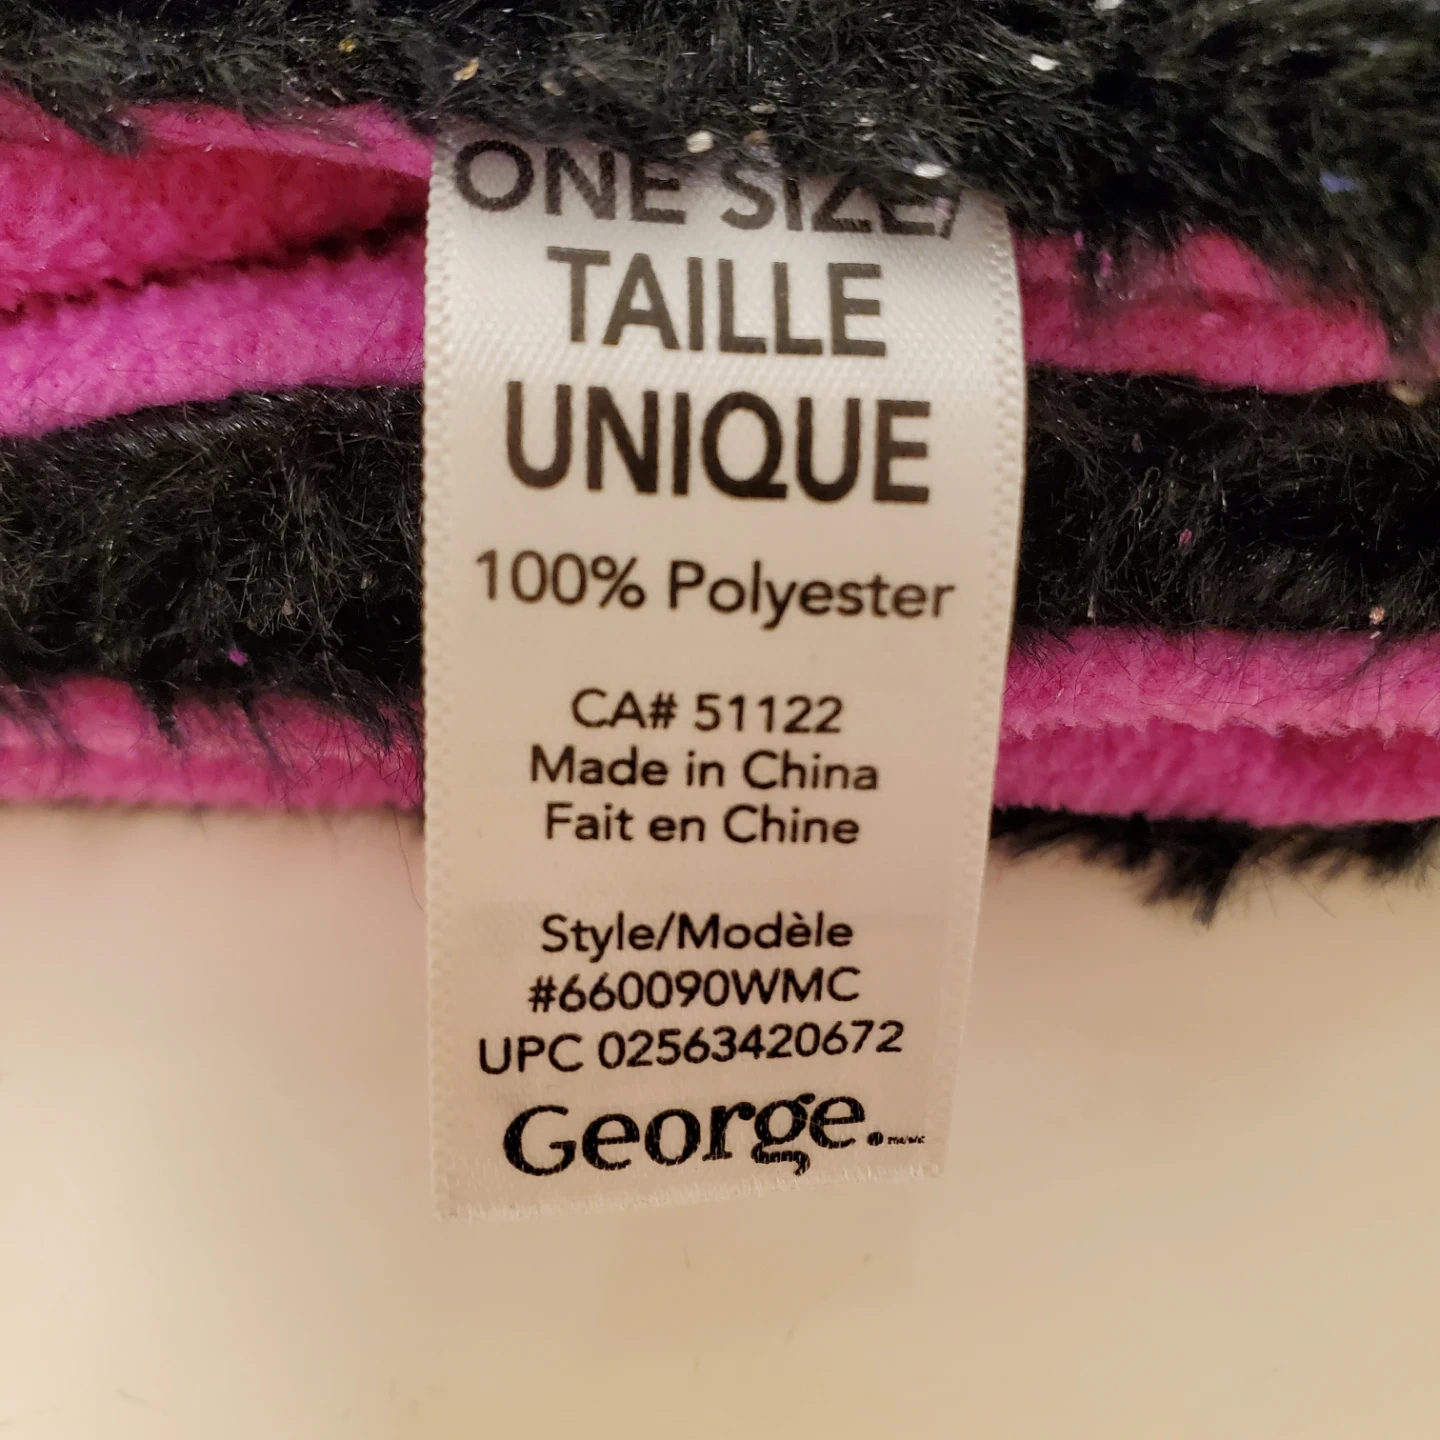 ONE SIZE/
TAILLE
UNIQUE
100% Polyester
CA# 51122
Made in China
Fait en Chine
Style/Modèle
#660090WMC
UPC 02563420672
George.